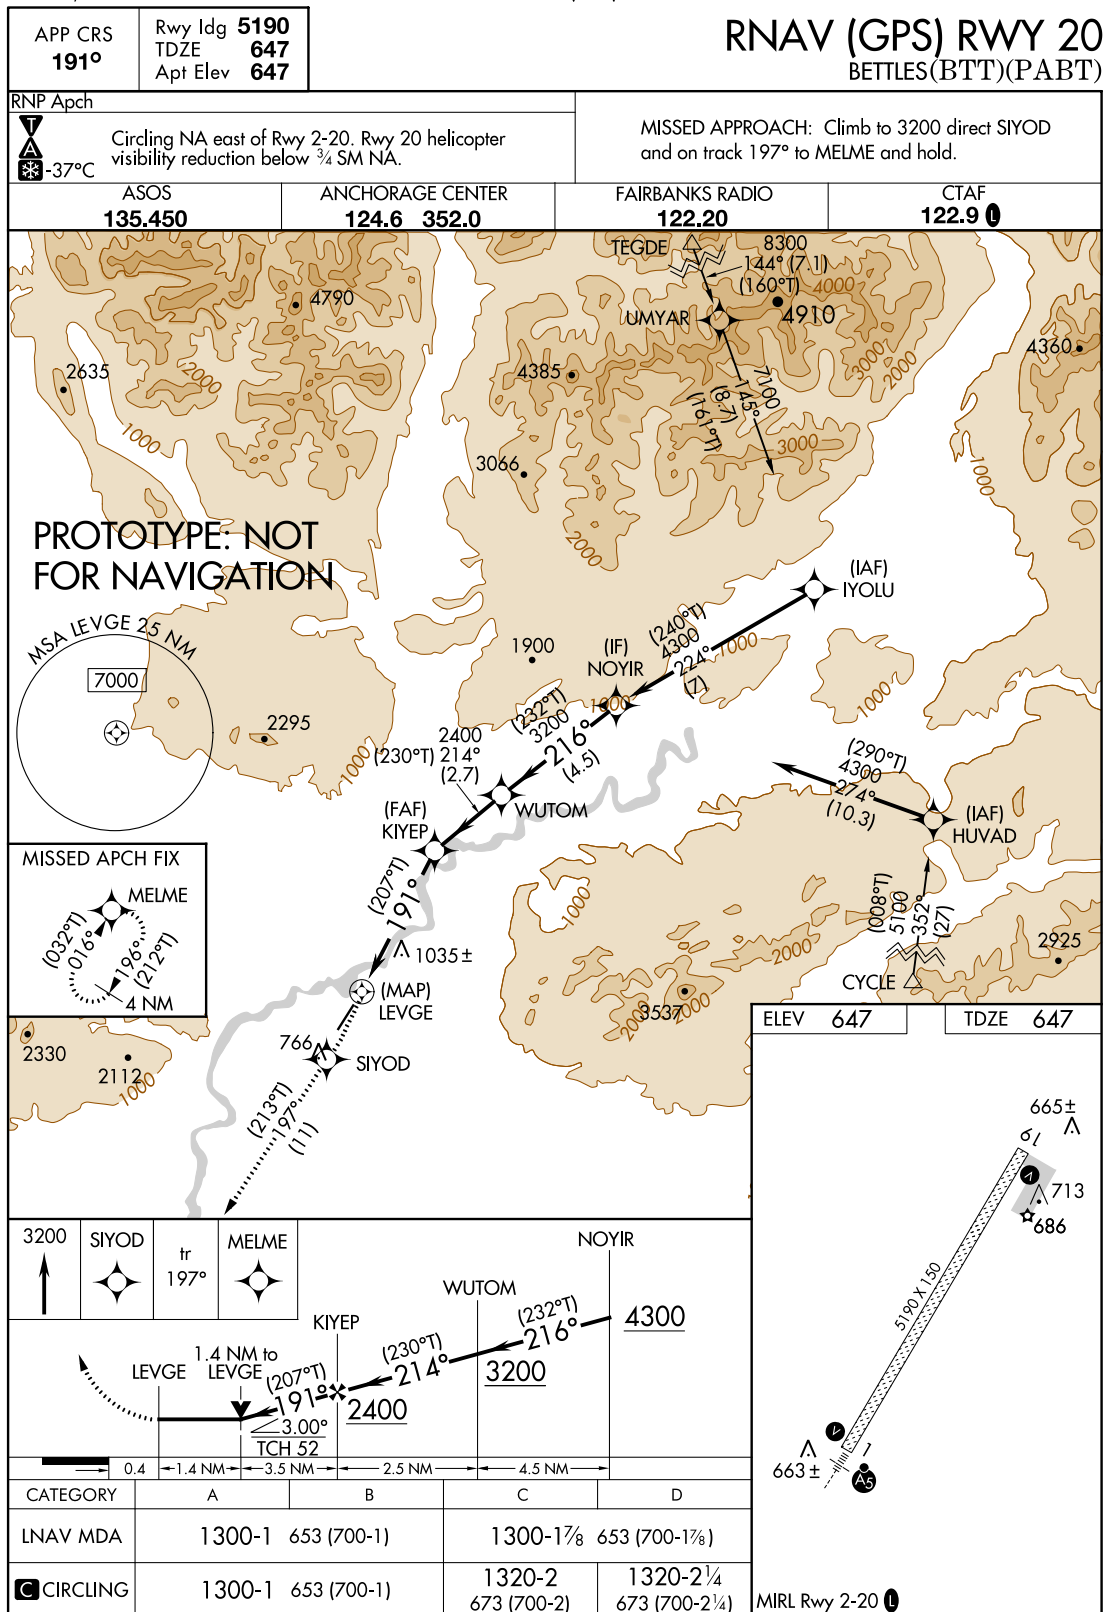 APP CRS
191°
Rwy ldg 5190
TDZE 647
Apt Elev 647
RNAV (GPS) RWY 20
BETTLES(BTT)(PABT)
RNP Apch
T
A
-37°C
Circling NA east of Rwy 2-20. Rwy 20 helicopter
visibility reduction below ¾ SM NA.
MISSED APPROACH: Climb to 3200 direct SIYOD
and on track 197° to MELME and hold.
ASOS
135.450
ANCHORAGE CENTER
124.6 352.0
FAIRBANKS RADIO
122.20
CTAF
122.9 L
TEGDE
8300
144° (7.1)
(160°T)
4000
4910
UMYAR
4790
2635
2000
4385
3000
2000
4360
7100
145°
(8.7)
(161°T)
1000
3066
3000
1000
2000
PROTOTYPE: NOT
FOR NAVIGATION
(IAF)
IYOLU
MSA LEVGE 25 NM
7000
1900
(IF)
NOYIR
(240°T)
4300
224°
(7)
1000
1000
1000
2295
1000
(232°T)
3200
216°
(4.5)
2400
(230°T) 214°
(2.7)
WUTOM
(FAF)
KIYEP
(290°T)
4300
274°
(10.3)
(IAF)
HUVAD
MISSED APCH FIX
MELME
(032°T)
016°
196°
(212°T)
4 NM
(207°T)
191°
1035±
1000
2000
(008°T)
5100
352°
(27)
2925
CYCLE
(MAP)
LEVGE
3537
2000
2000
2330
2112
1000
766
SIYOD
(213°T)
197°
(11)
ELEV 647
TDZE 647
665±
19
V
713
686
5190 X 150
V
1
663±
A5
MIRL Rwy 2-20 L
3200
SIYOD
tr
197°
MELME
NOYIR
WUTOM
KIYEP
1.4 NM to
LEVGE
LEVGE
(207°T)
191°
(230°T)
214°
(232°T)
216°
4300
3200
2400
3.00°
TCH 52
0.4
1.4 NM
3.5 NM
2.5 NM
4.5 NM
CATEGORY A B C D
LNAV MDA 1300-1 653 (700-1) 1300-1⅞ 653 (700-1⅞)
C CIRCLING 1300-1 653 (700-1) 1320-2 673 (700-2) 1320-2¼ 673 (700-2¼)